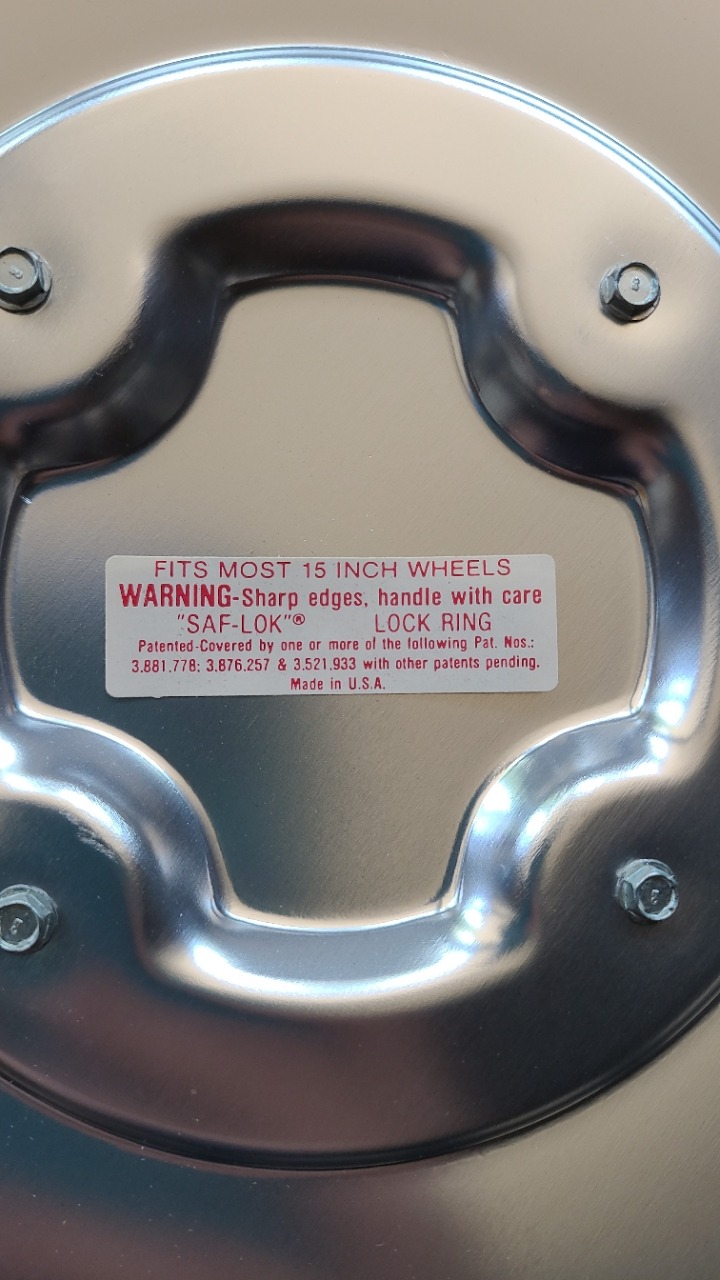 FITS MOST 15 INCH WHEELS
WARNING-Sharp edges, handle with care
"SAF-LOK"® LOCK RING
Patented-Covered by one or more of the following Pat. Nos.:
3.881.778; 3.876.257 & 3.521.933 with other patents pending.
Made in U.S.A.